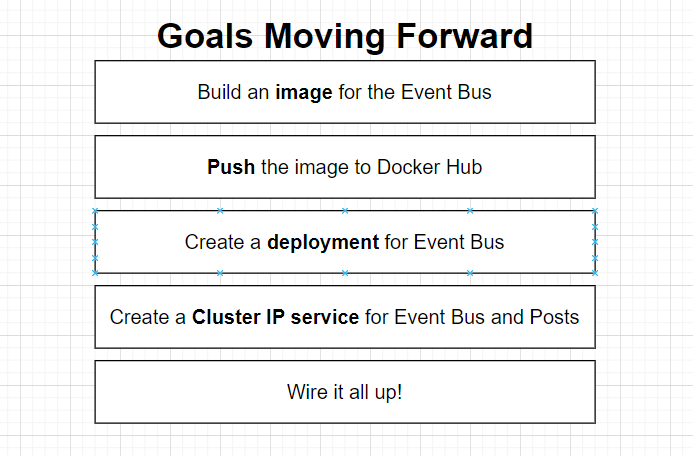 Goals Moving Forward
Build an image for the Event Bus
Push the image to Docker Hub
Create a deployment for Event Bus
Create a Cluster IP service for Event Bus and Posts
Wire it all up!